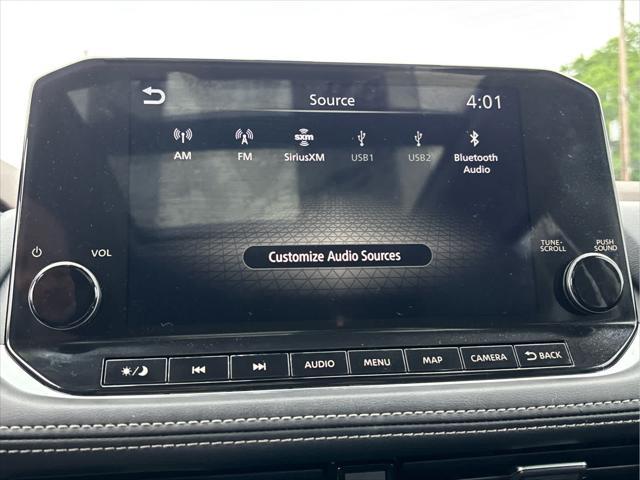 Source
4:01
AM
FM
sxm
SiriusXM
USB1
USB2
Bluetooth
Audio
VOL
TUNE-
SCROLL
PUSH
SOUND
Customize Audio Sources
AUDIO
MENU
MAP
CAMERA
BACK